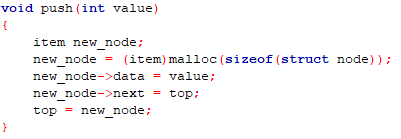 void push(int value)
{
    item new_node;
    new_node = (item)malloc(sizeof(struct node));
    new_node->data = value;
    new_node->next = top;
    top = new_node;
}